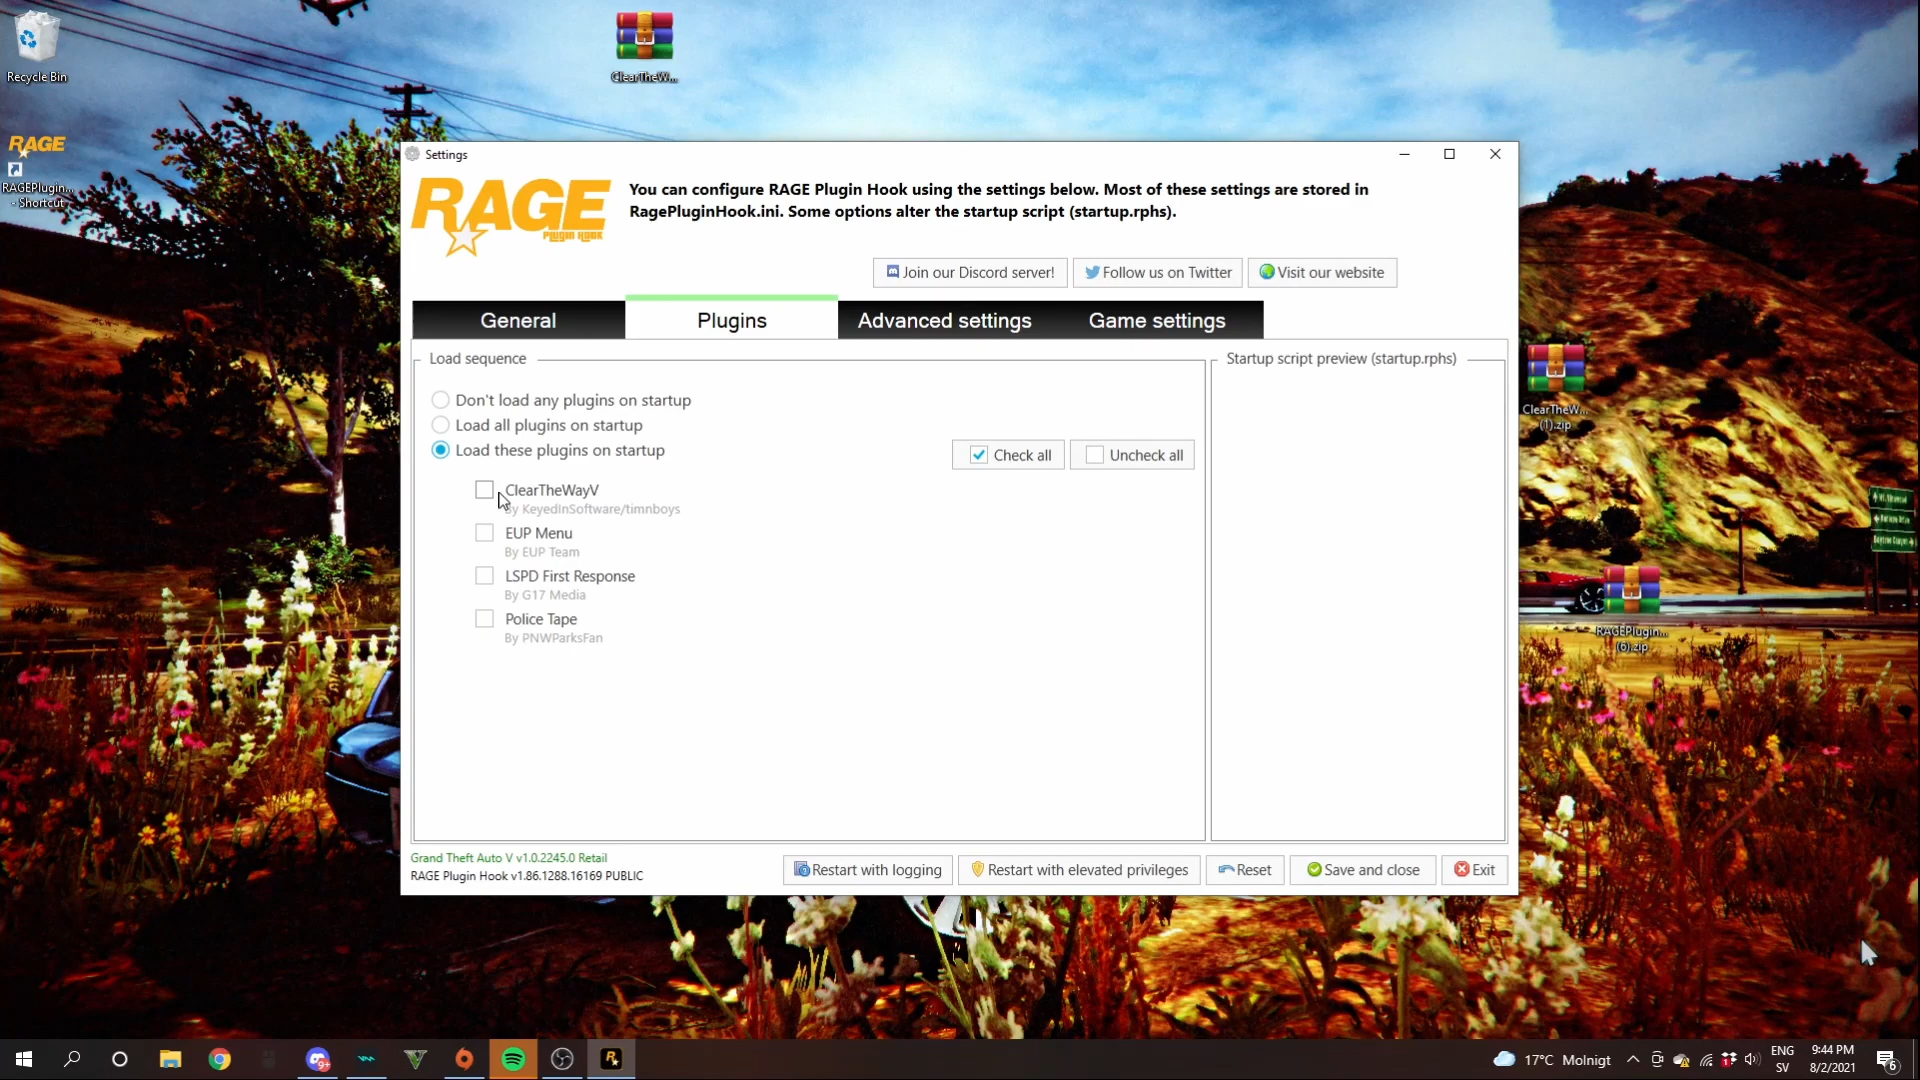 Recycle Bin
ClearTheW...
RAGE
RAGEPlugin...
- Shortcut
Settings
RAGE
PLUGIN HOOK
You can configure RAGE Plugin Hook using the settings below. Most of these settings are stored in
RagePluginHook.ini. Some options alter the startup script (startup.rphs).
Join our Discord server!
Follow us on Twitter
Visit our website
General
Plugins
Advanced settings
Game settings
Load sequence
Startup script preview (startup.rphs)
Don't load any plugins on startup
Load all plugins on startup
Load these plugins on startup
Check all
Uncheck all
ClearTheWayV
By KeyedInSoftware/timnboys
EUP Menu
By EUP Team
LSPD First Response
By G17 Media
Police Tape
By PNWParksFan
ClearTheW...
(1).zip
RAGEPlugin...
(6).zip
Grand Theft Auto V v1.0.2245.0 Retail
RAGE Plugin Hook v1.86.1288.16169 PUBLIC
Restart with logging
Restart with elevated privileges
Reset
Save and close
Exit
9+
17°C Molnigt
ENG
SV
9:44 PM
8/2/2021
6